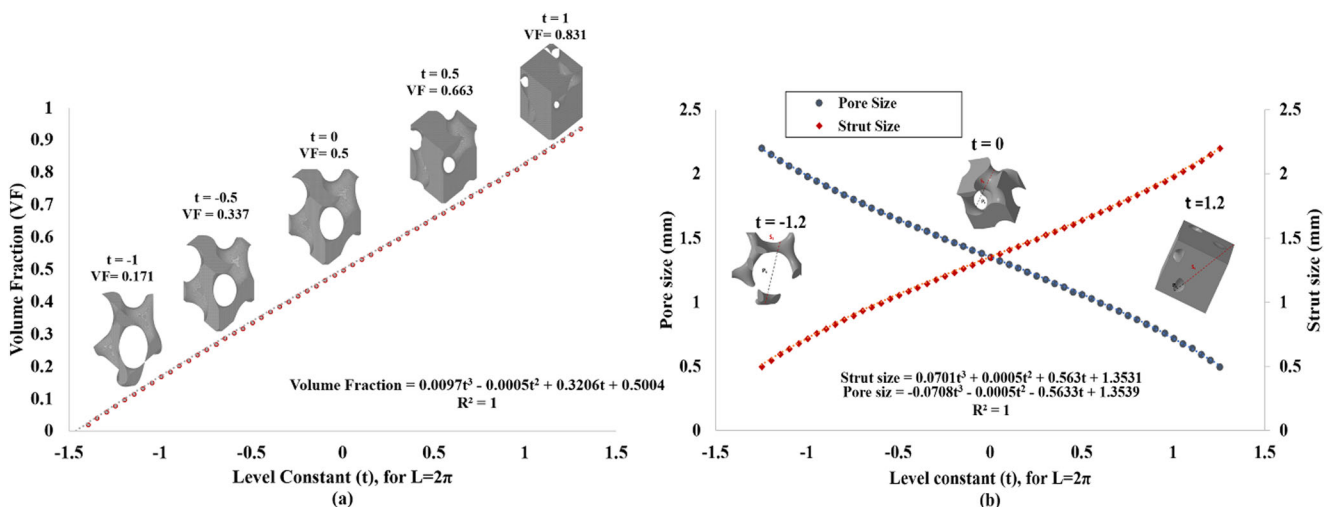 t = 1
VF= 0.831
t = 0.5
VF = 0.663
t = 0
VF= 0.5
t = -0.5
VF = 0.337
t = -1
VF= 0.171
Volume Fraction (VF)
1
0.9
0.8
0.7
0.6
0.5
0.4
0.3
0.2
0.1
0
Volume Fraction = 0.0097t³ - 0.0005t² + 0.3206t + 0.5004
R² = 1
-1.5
-1
-0.5
0
0.5
1
1.5
Level Constant (t), for L=2π
(a)
Pore Size
Strut Size
Pore size (mm)
2.5
2
1.5
1
0.5
0
t = -1.2
t = 0
t =1.2
Strut size = 0.0701t³ + 0.0005t² + 0.563t + 1.3531
Pore siz = -0.0708t³ - 0.0005t² - 0.5633t + 1.3539
R² = 1
2.5
2
1.5
1
0.5
0
Strut size (mm)
-1.5
-1
-0.5
0
0.5
1
1.5
Level constant (t), for L=2π
(b)